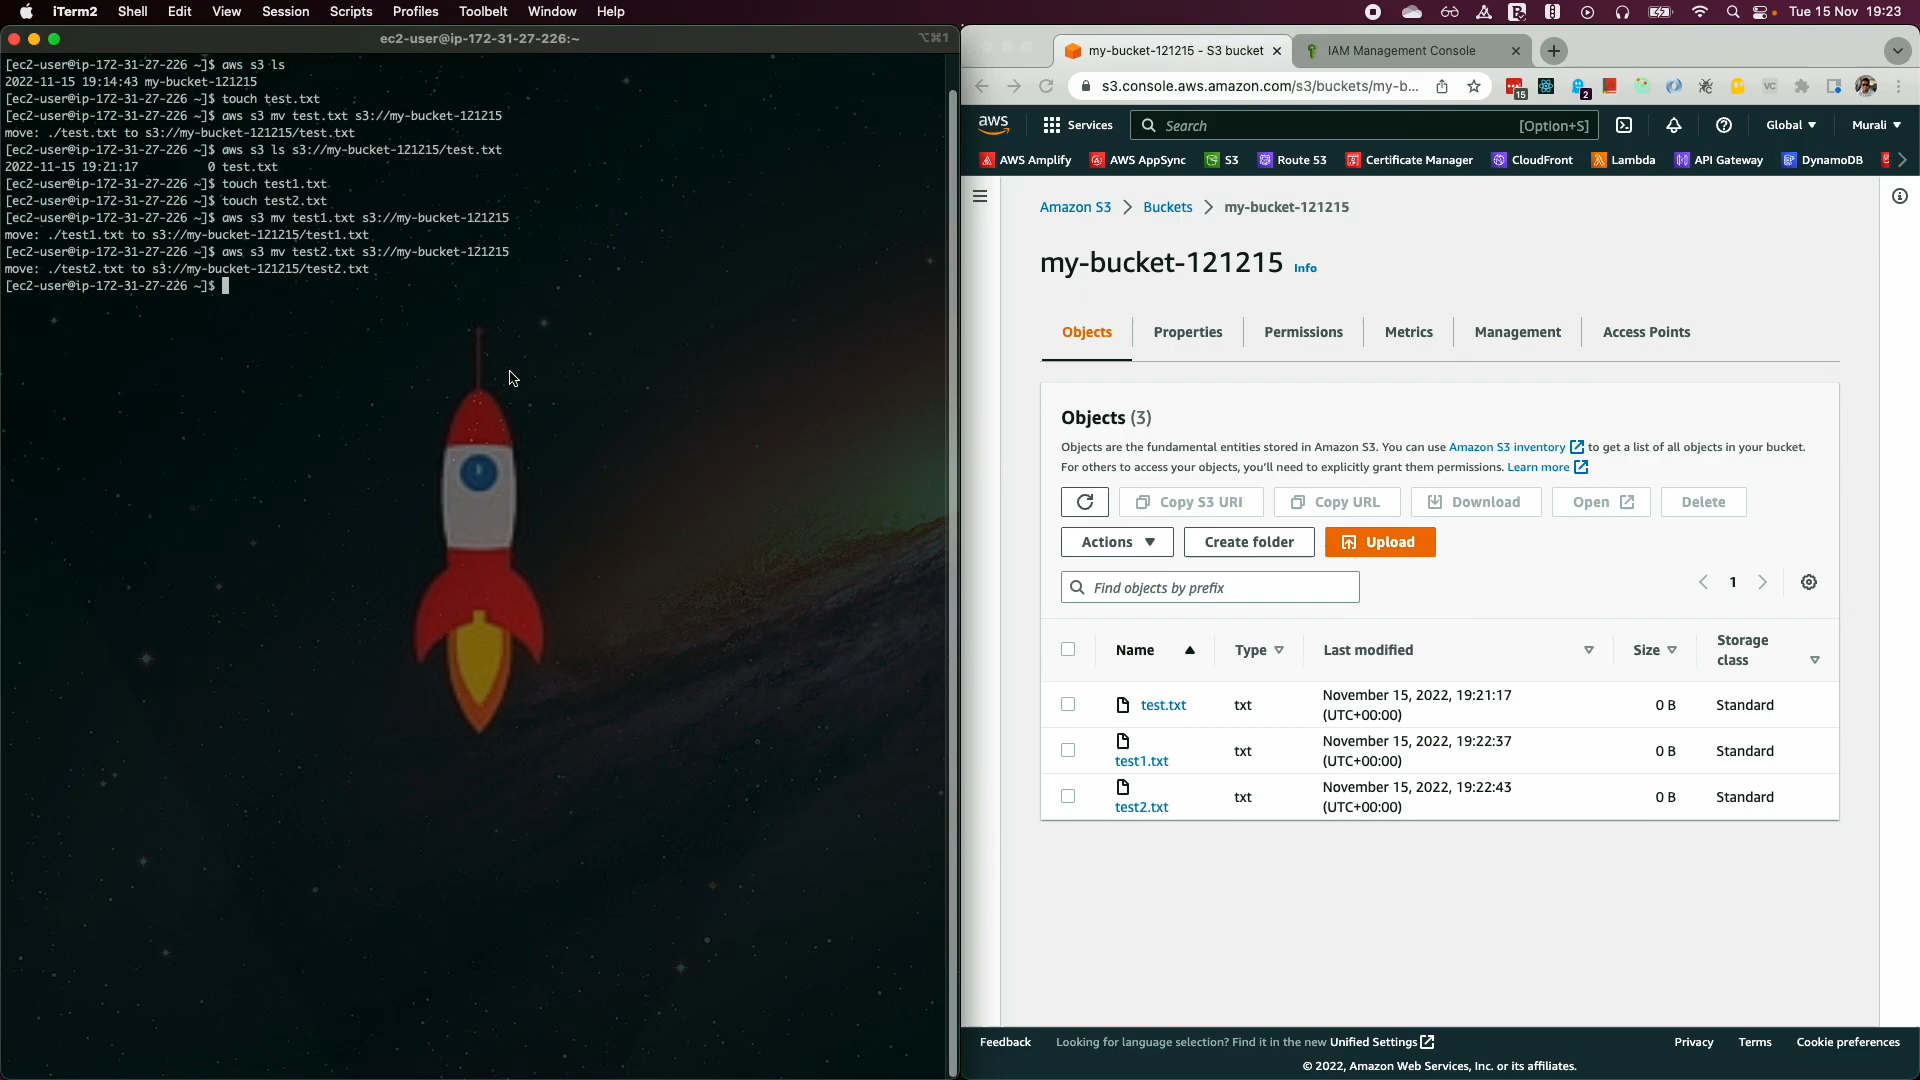 iTerm2 Shell Edit View Session Scripts Profiles Toolbelt Window Help
Tue 15 Nov 19:23
ec2-user@ip-172-31-27-226:~
⌥⌘1
[ec2-user@ip-172-31-27-226 ~]$ aws s3 ls
2022-11-15 19:14:43 my-bucket-121215
[ec2-user@ip-172-31-27-226 ~]$ touch test.txt
[ec2-user@ip-172-31-27-226 ~]$ aws s3 mv test.txt s3://my-bucket-121215
move: ./test.txt to s3://my-bucket-121215/test.txt
[ec2-user@ip-172-31-27-226 ~]$ aws s3 ls s3://my-bucket-121215/test.txt
2022-11-15 19:21:17          0 test.txt
[ec2-user@ip-172-31-27-226 ~]$ touch test1.txt
[ec2-user@ip-172-31-27-226 ~]$ touch test2.txt
[ec2-user@ip-172-31-27-226 ~]$ aws s3 mv test1.txt s3://my-bucket-121215
move: ./test1.txt to s3://my-bucket-121215/test1.txt
[ec2-user@ip-172-31-27-226 ~]$ aws s3 mv test2.txt s3://my-bucket-121215
move: ./test2.txt to s3://my-bucket-121215/test2.txt
[ec2-user@ip-172-31-27-226 ~]$
my-bucket-121215 - S3 bucket
IAM Management Console
s3.console.aws.amazon.com/s3/buckets/my-b...
15
2
VC
aws Services Search [Option+S] Global Murali
AWS Amplify AWS AppSync S3 Route 53 Certificate Manager CloudFront Lambda API Gateway DynamoDB
Amazon S3 > Buckets > my-bucket-121215
my-bucket-121215 Info
Objects Properties Permissions Metrics Management Access Points
Objects (3)
Objects are the fundamental entities stored in Amazon S3. You can use Amazon S3 inventory to get a list of all objects in your bucket.
For others to access your objects, you'll need to explicitly grant them permissions. Learn more
Copy S3 URI Copy URL Download Open Delete
Actions Create folder Upload
Find objects by prefix
1
Name Type Last modified Size Storage
class
test.txt txt November 15, 2022, 19:21:17 0 B Standard
(UTC+00:00)
test1.txt txt November 15, 2022, 19:22:37 0 B Standard
(UTC+00:00)
test2.txt txt November 15, 2022, 19:22:43 0 B Standard
(UTC+00:00)
Feedback Looking for language selection? Find it in the new Unified Settings Privacy Terms Cookie preferences
© 2022, Amazon Web Services, Inc. or its affiliates.